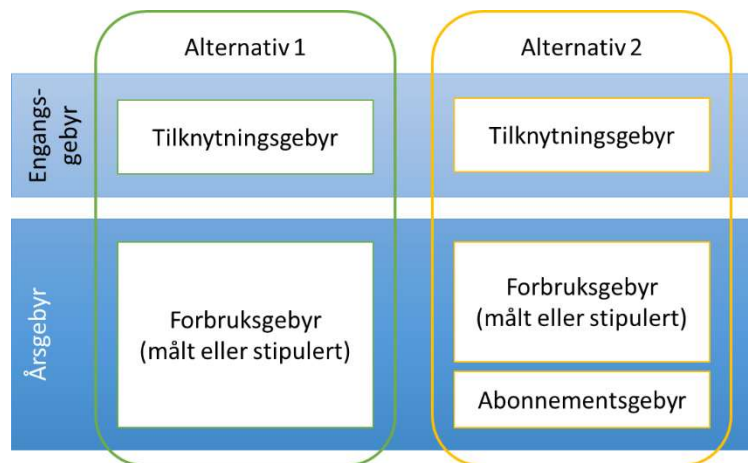 Alternativ 1
Alternativ 2
Engangs-
gebyr
Tilknytningsgebyr
Tilknytningsgebyr
Årsgebyr
Forbruksgebyr
(målt eller stipulert)
Forbruksgebyr
(målt eller stipulert)
Abonnementsgebyr